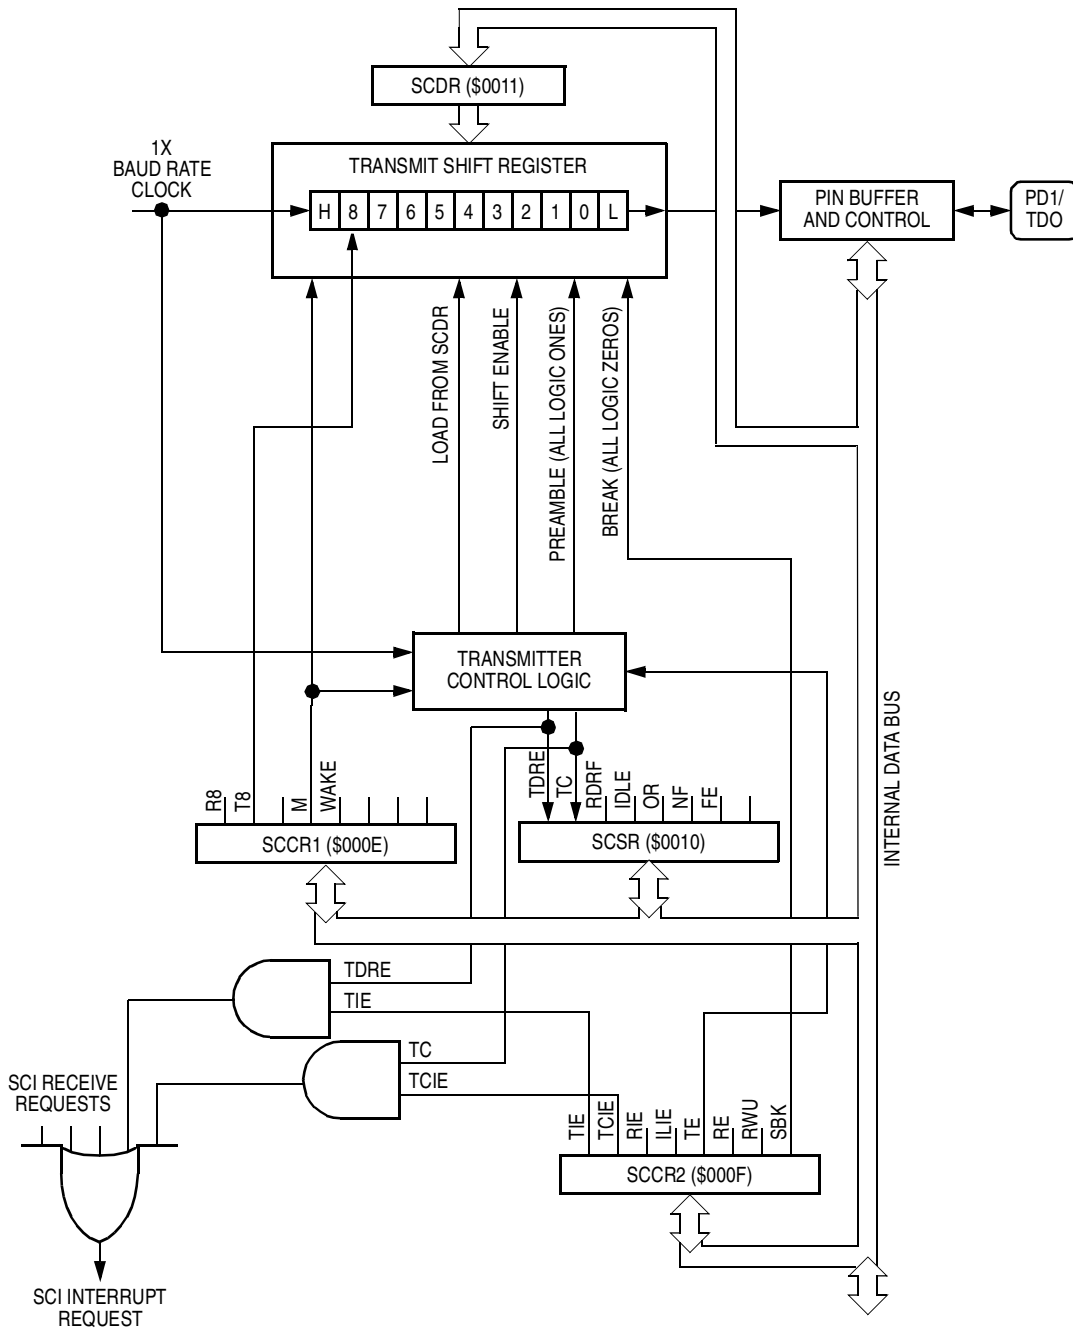 SCDR ($0011)
1X
BAUD RATE
CLOCK
TRANSMIT SHIFT REGISTER
H 8 7 6 5 4 3 2 1 0 L
PIN BUFFER
AND CONTROL
PD1/
TDO
LOAD FROM SCDR
SHIFT ENABLE
PREAMBLE (ALL LOGIC ONES)
BREAK (ALL LOGIC ZEROS)
TRANSMITTER
CONTROL LOGIC
INTERNAL DATA BUS
R8
T8
M
WAKE
SCCR1 ($000E)
TDRE
TC
RDRF
IDLE
OR
NF
FE
SCSR ($0010)
TDRE
TIE
TC
TCIE
SCI RECEIVE
REQUESTS
TIE
TCIE
RIE
ILIE
TE
RE
RWU
SBK
SCCR2 ($000F)
SCI INTERRUPT
REQUEST